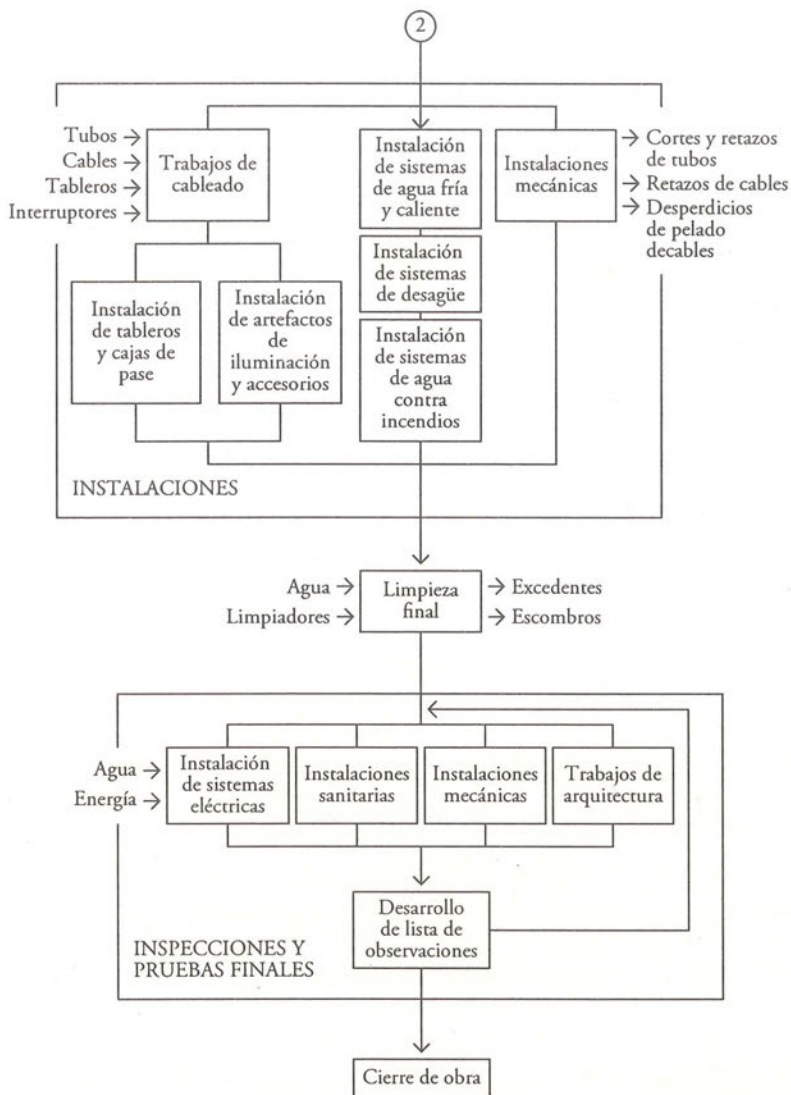 2
Tubos
Cables
Tableros
Interruptores
Trabajos de
cableado
Instalación
de sistemas
de agua fría
y caliente
Instalaciones
mecánicas
Cortes y retazos
de tubos
Retazos de cables
Desperdicios
de pelado
decables
Instalación
de tableros
y cajas de
pase
Instalación
de artefactos
de
iluminación
y accesorios
Instalación
de sistemas
de desagüe
Instalación
de sistemas
de agua
contra
incendios
INSTALACIONES
Agua
Limpiadores
Limpieza
final
Excedentes
Escombros
Agua
Energía
Instalación
de sistemas
eléctricas
Instalaciones
sanitarias
Instalaciones
mecánicas
Trabajos de
arquitectura
Desarrollo
de lista de
observaciones
INSPECCIONES Y
PRUEBAS FINALES
Cierre de obra